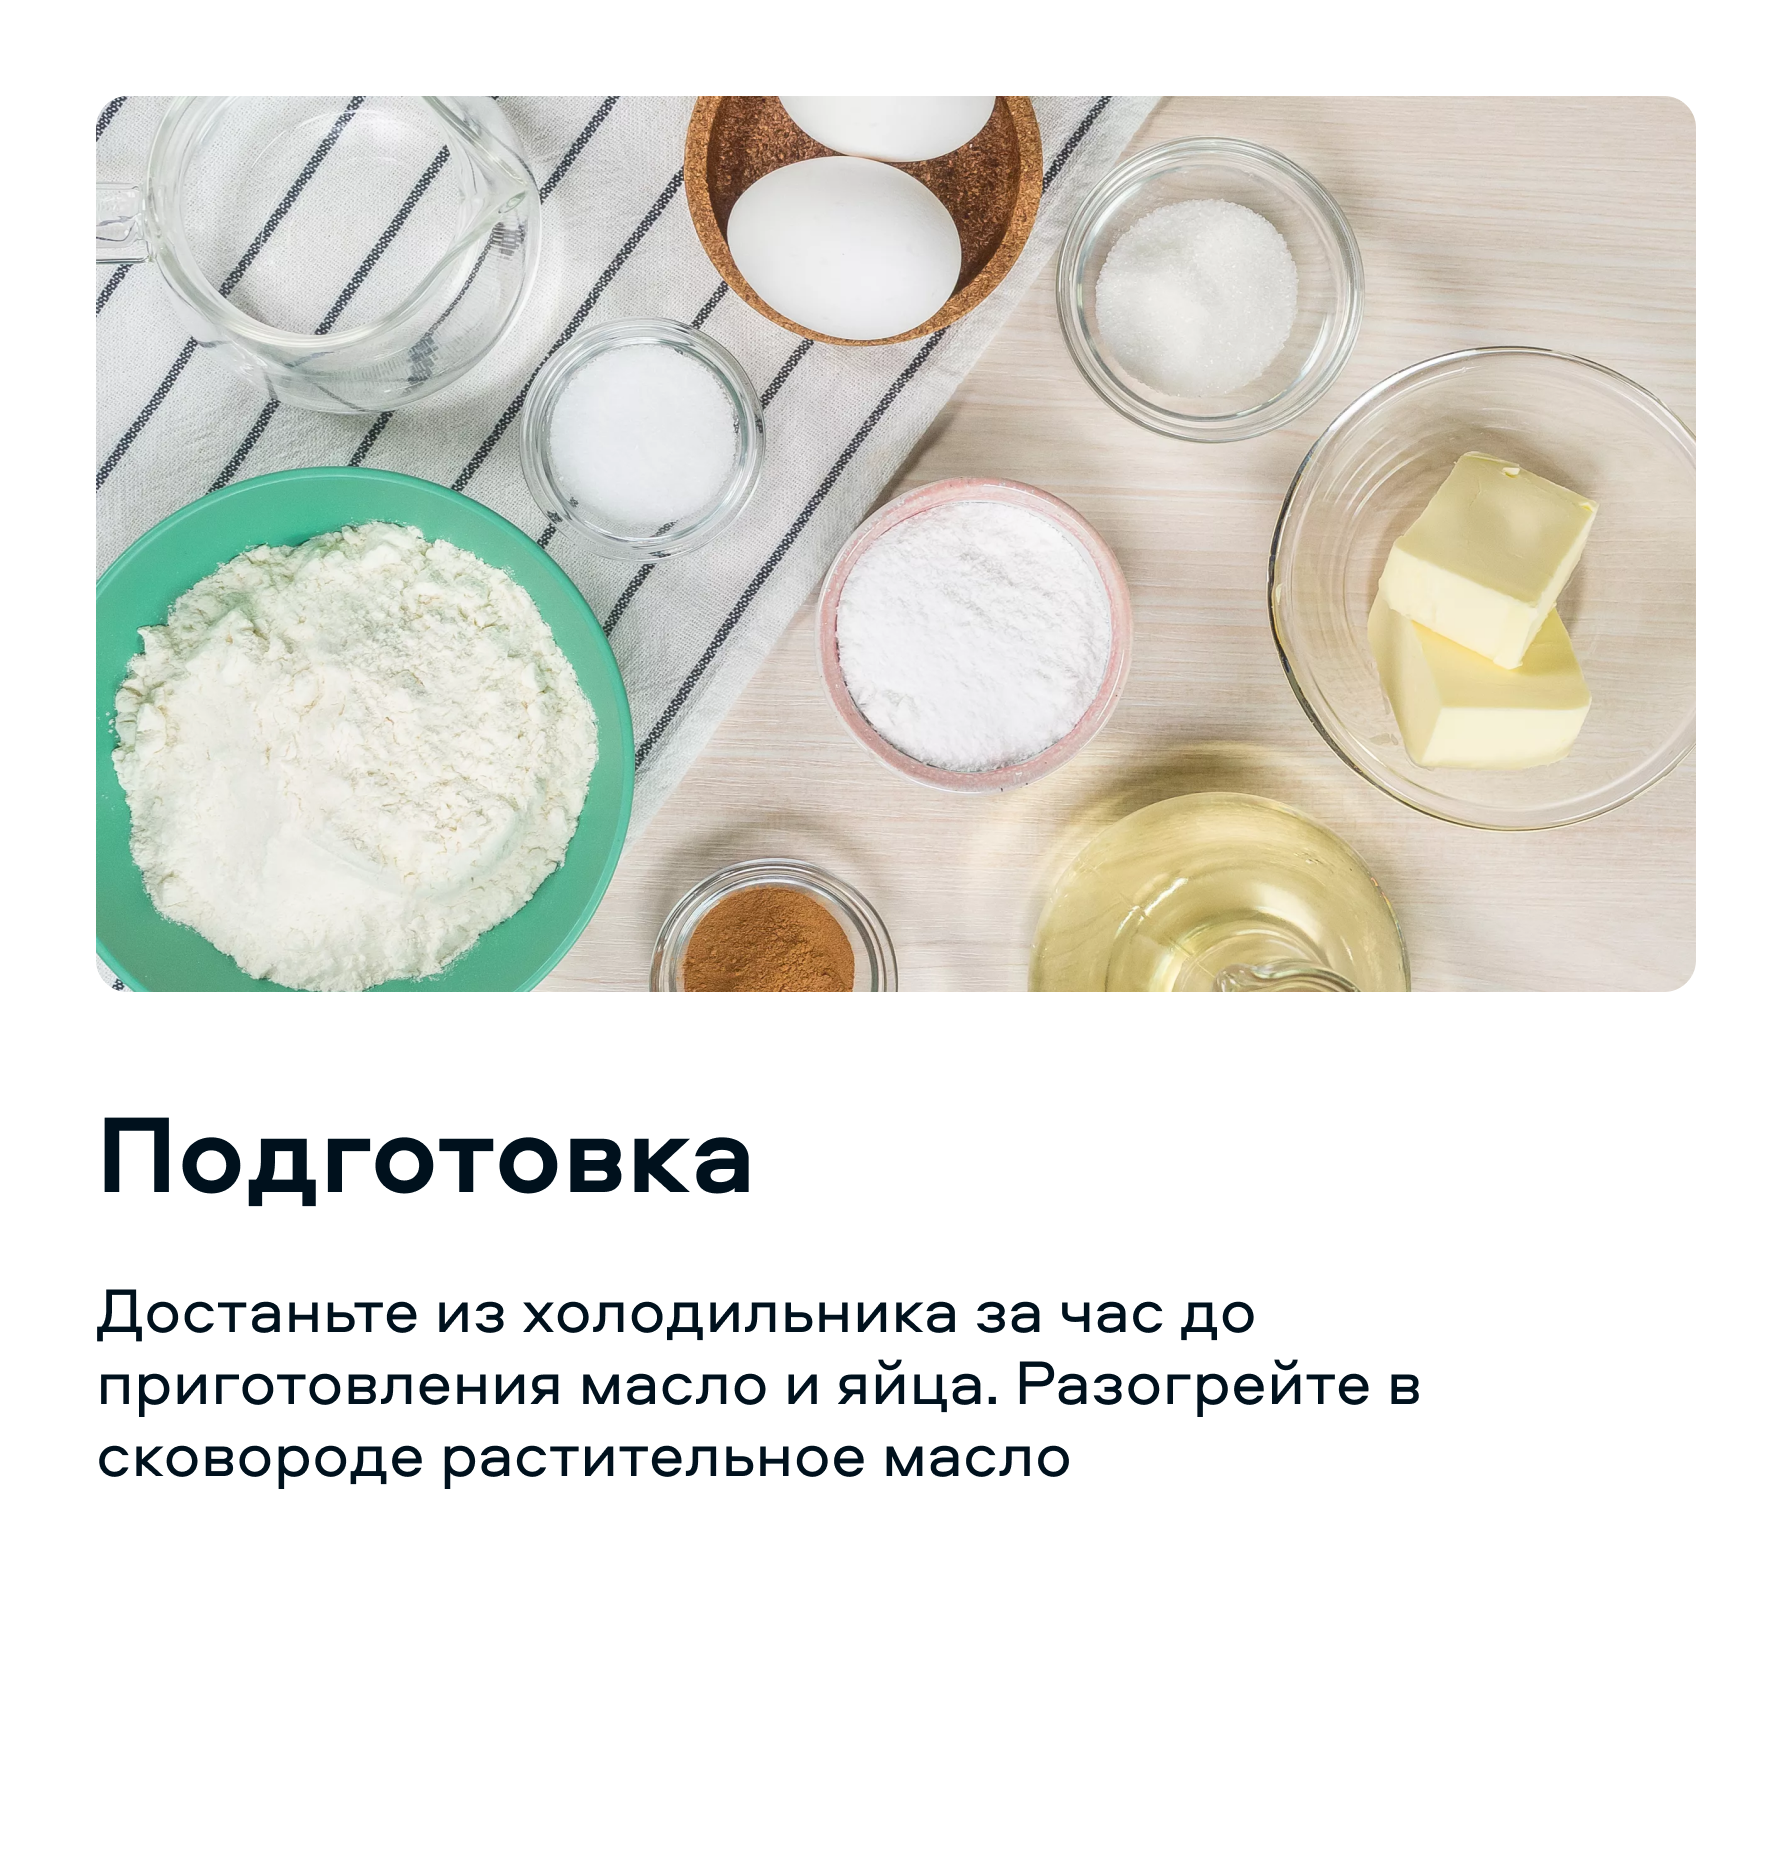 Подготовка
Достаньте из холодильника за час до
приготовления масло и яйца. Разогрейте в
сковороде растительное масло